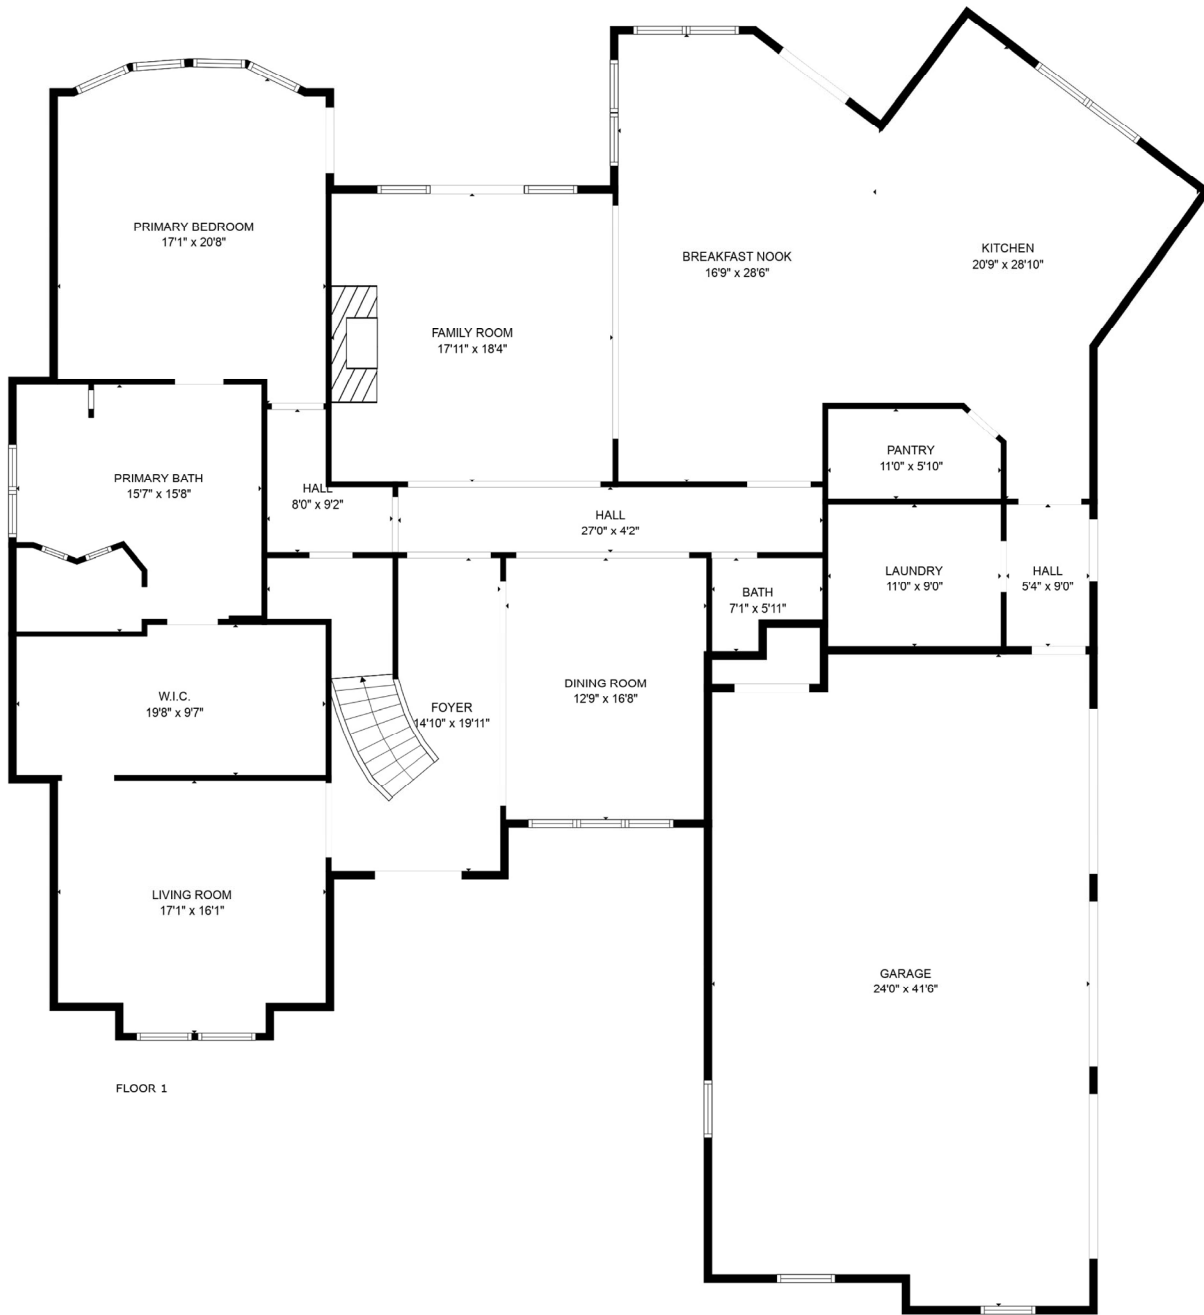 PRIMARY BEDROOM
17'1" x 20'8"
BREAKFAST NOOK
16'9" x 28'6"
KITCHEN
20'9" x 28'10"
FAMILY ROOM
17'11" x 18'4"
PANTRY
11'0" x 5'10"
PRIMARY BATH
15'7" x 15'8"
HALL
8'0" x 9'2"
HALL
27'0" x 4'2"
LAUNDRY
11'0" x 9'0"
HALL
5'4" x 9'0"
BATH
7'1" x 5'11"
W.I.C.
19'8" x 9'7"
FOYER
14'10" x 19'11"
DINING ROOM
12'9" x 16'8"
LIVING ROOM
17'1" x 16'1"
GARAGE
24'0" x 41'6"
FLOOR 1